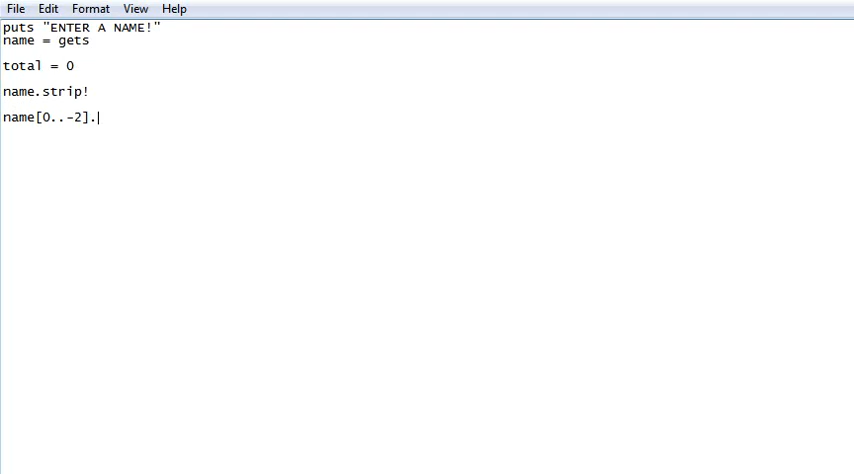 File Edit Format View Help
puts "ENTER A NAME!"
name = gets
total = 0
name.strip!
name[0..-2].